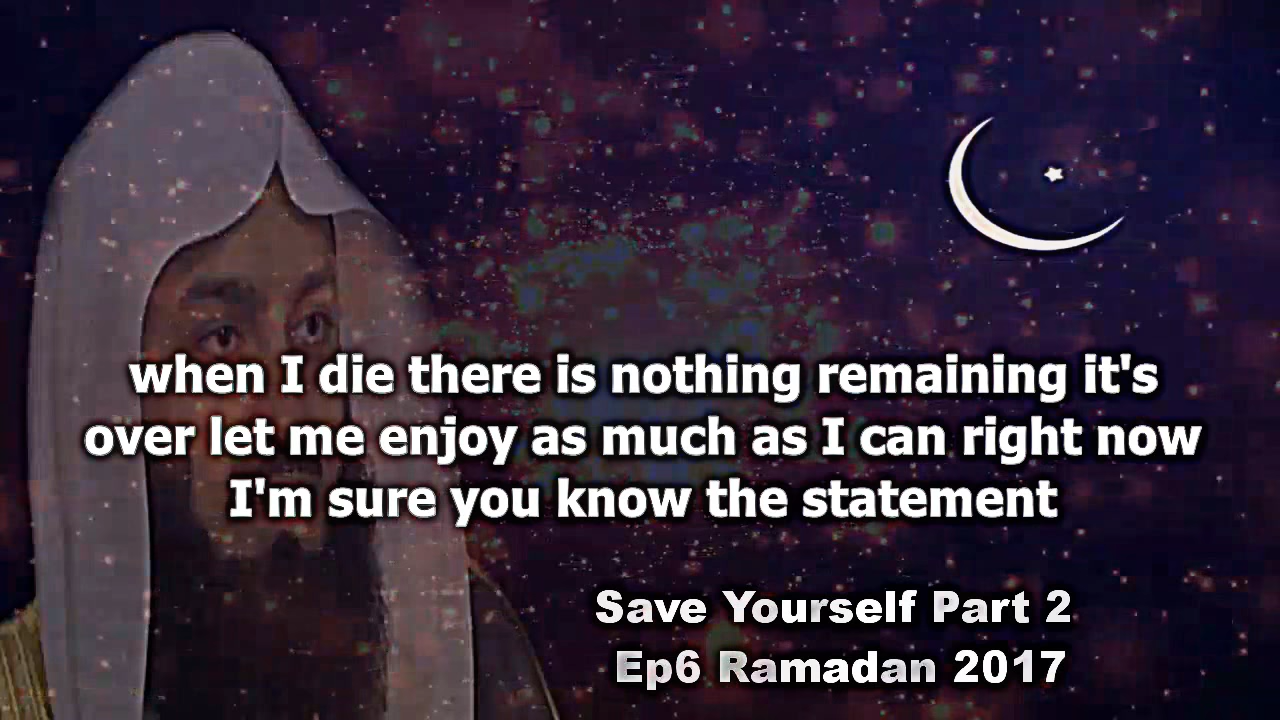 when I die there is nothing remaining it's
over let me enjoy as much as I can right now
I'm sure you know the statement
Save Yourself Part 2
Ep6 Ramadan 2017